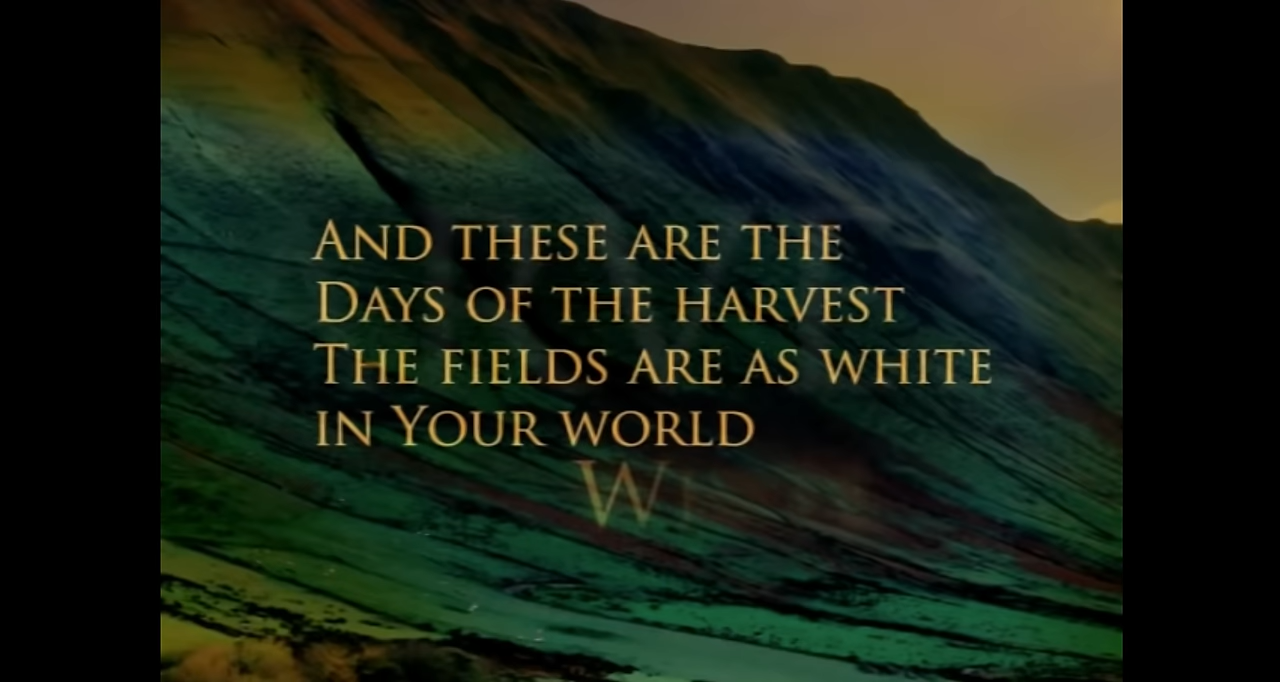 And these are the
Days of the harvest
The fields are as white
in Your world
W